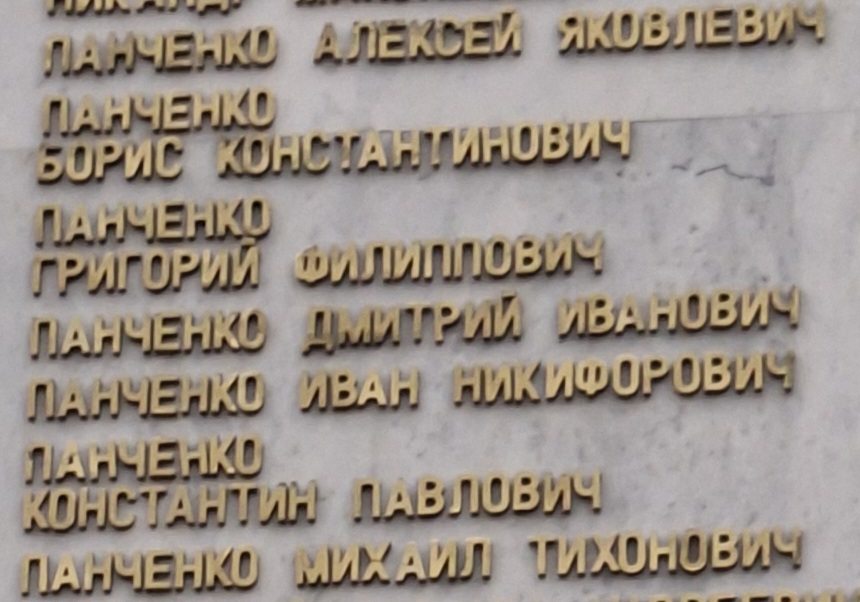 НИКАНДР
ПАНЧЕНКО АЛЕКСЕЙ ЯКОВЛЕВИЧ
ПАНЧЕНКО
БОРИС КОНСТАНТИНОВИЧ
ПАНЧЕНКО
ГРИГОРИЙ ФИЛИППОВИЧ
ПАНЧЕНКО ДМИТРИЙ ИВАНОВИЧ
ПАНЧЕНКО ИВАН НИКИФОРОВИЧ
ПАНЧЕНКО
КОНСТАНТИН ПАВЛОВИЧ
ПАНЧЕНКО МИХАИЛ ТИХОНОВИЧ